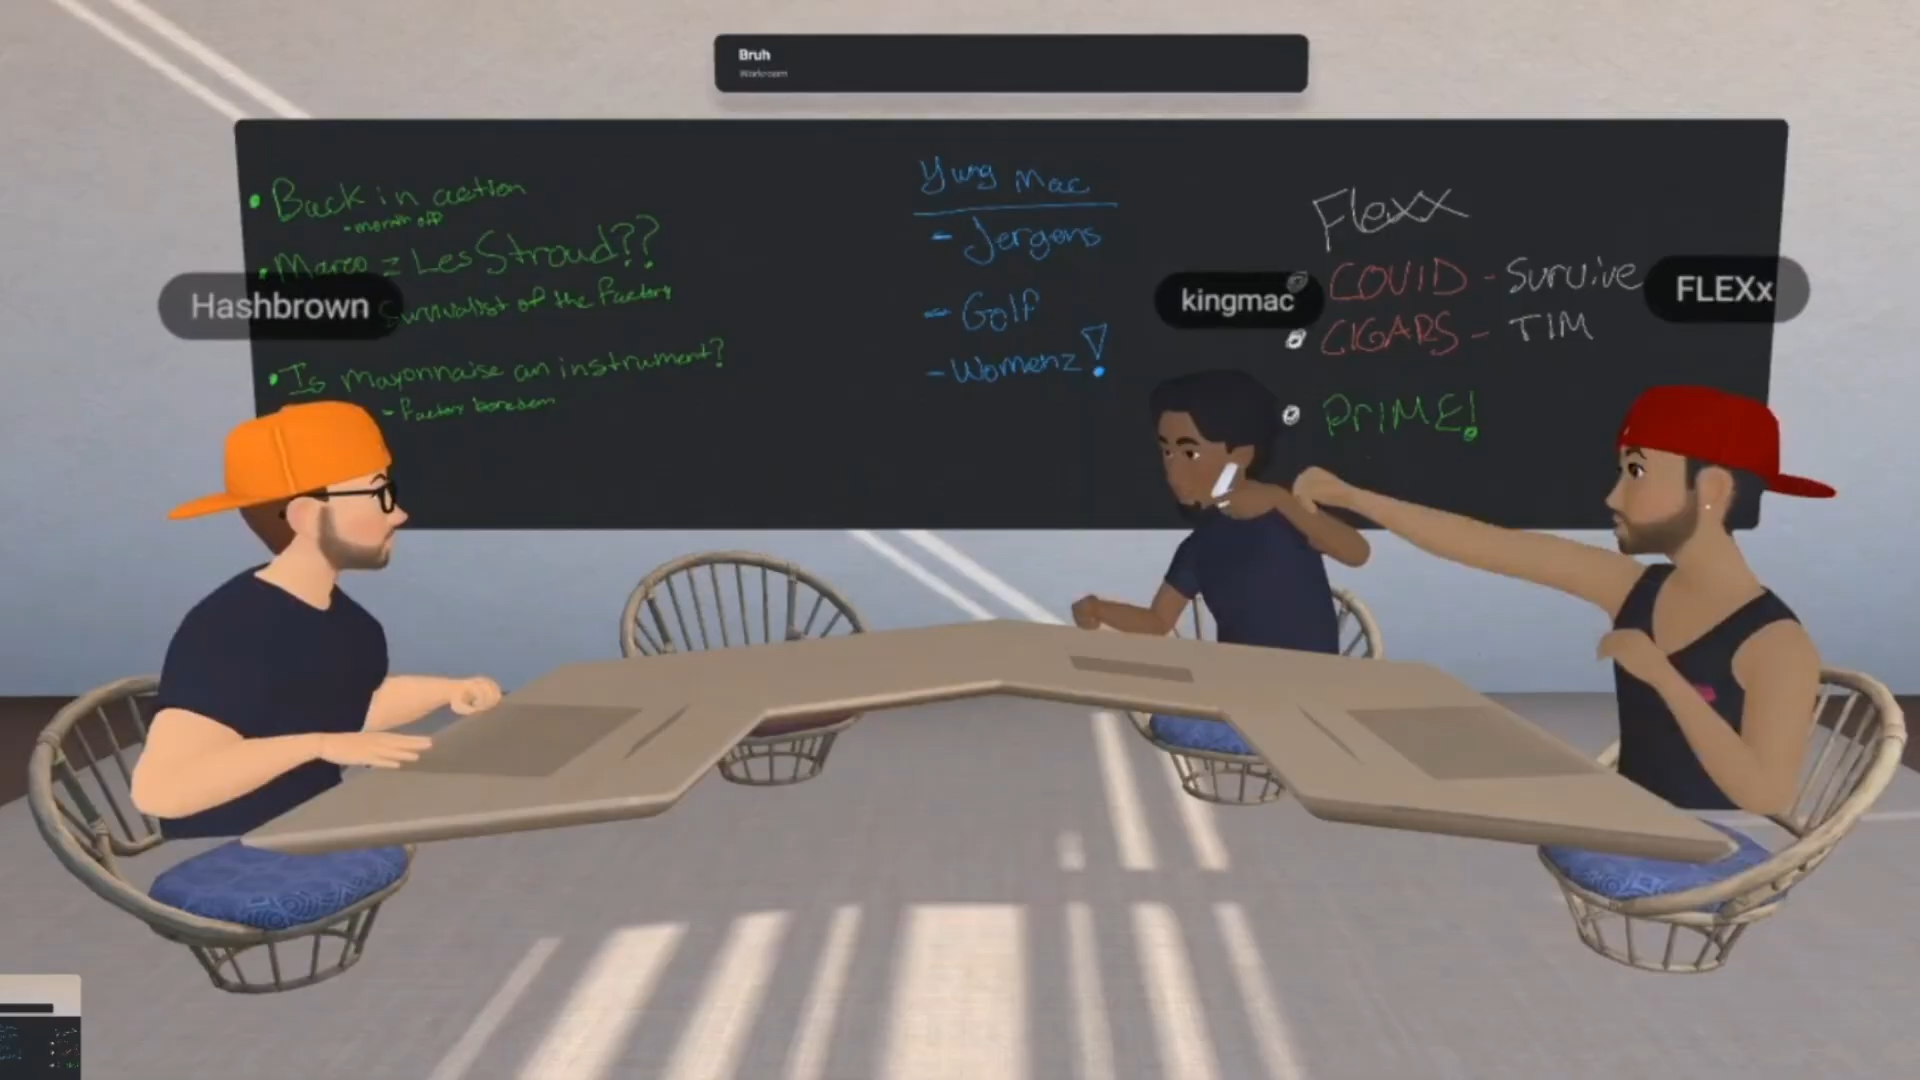 Bruh
Workroom
• Back in action
- month off
• Marco = Les Stroud??
Survivalist of the factory
• Is mayonnaise an instrument?
- Factory boredom
Yung Mac
- Jergens
- Golf
- Womenz!
Flexx
COVID - Survive
CIGARS - TIM
PrIME!
Hashbrown
kingmac
FLEXx